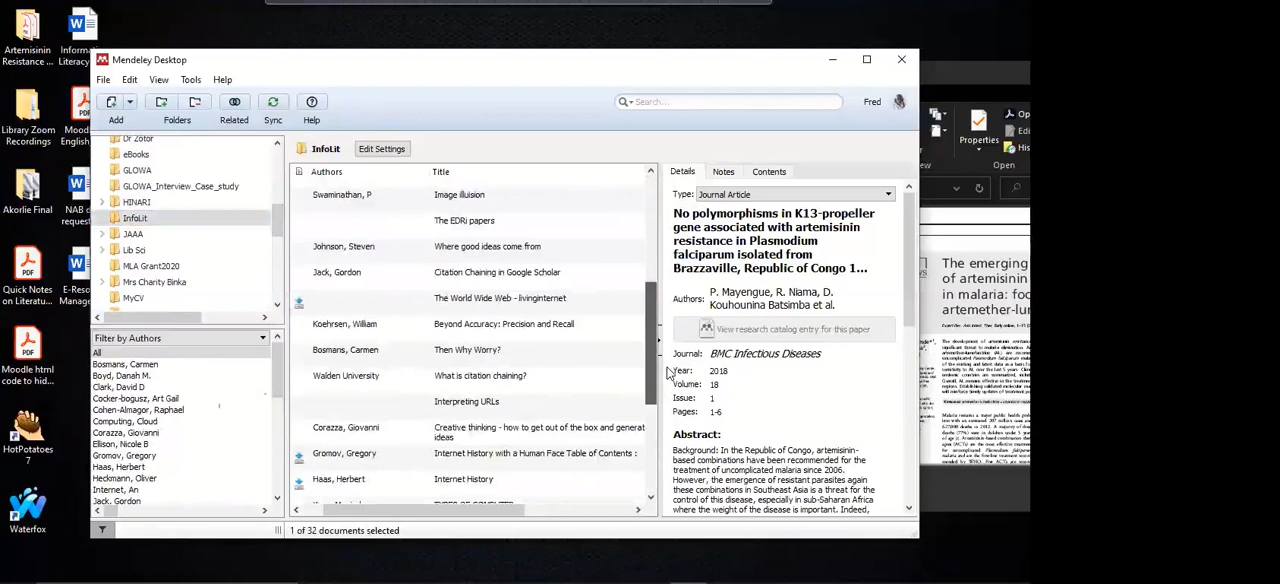 Artemisinin
Resistance ...
Informati
Literacy
Library Zoom
Recordings
Mood
English
Akorlie Final
NAB d
request
Quick Notes
on Literatu...
E-Reso
Moodle html
code to hid...
HotPotatoes
7
Waterfox
Mendeley Desktop
File Edit View Tools Help
Add Folders Related Sync Help
Search...
Fred
Dr Zotor
eBooks
GLOWA
GLOWA_Interview_Case_study
HINARI
InfoLit
JAAA
Lib Sci
MLA Grant2020
Mrs Charity Binka
MyCV
Filter by Authors
All
Bosmans, Carmen
Boyd, Danah M.
Clark, David D
Cocker-bogusz, Art Gail
Cohen-Almagor, Raphael
Computing, Cloud
Corazza, Giovanni
Ellison, Nicole B
Gromov, Gregory
Haas, Herbert
Heckmann, Oliver
Internet, An
Jack, Gordon
InfoLit Edit Settings
Authors Title
Swaminathan, P Image illuision
The EDRi papers
Johnson, Steven Where good ideas come from
Jack, Gordon Citation Chaining in Google Scholar
The World Wide Web - livinginternet
Koehrsen, William Beyond Accuracy: Precision and Recall
Bosmans, Carmen Then Why Worry?
Walden University What is citation chaining?
Interpreting URLs
Corazza, Giovanni Creative thinking - how to get out of the box and generat
ideas
Gromov, Gregory Internet History with a Human Face Table of Contents :
Haas, Herbert Internet History
1 of 32 documents selected
Details Notes Contents
Type: Journal Article
No polymorphisms in K13-propeller
gene associated with artemisinin
resistance in Plasmodium
falciparum isolated from
Brazzaville, Republic of Congo 1...
Authors: P. Mayengue, R. Niama, D.
Kouhounina Batsimba et al.
View research catalog entry for this paper
Journal: BMC Infectious Diseases
Year: 2018
Volume: 18
Issue: 1
Pages: 1-6
Abstract:
Background: In the Republic of Congo, artemisinin-
based combinations have been recommended for the
treatment of uncomplicated malaria since 2006.
However, the emergence of resistant parasites again
these combinations in Southeast Asia is a threat for the
control of this disease, especially in sub-Saharan Africa
where the weight of the disease is important. Indeed,
Properties
Op
Edi
His
ew
Open
The emerging
of artemisinin
in malaria: foc
artemether-lur